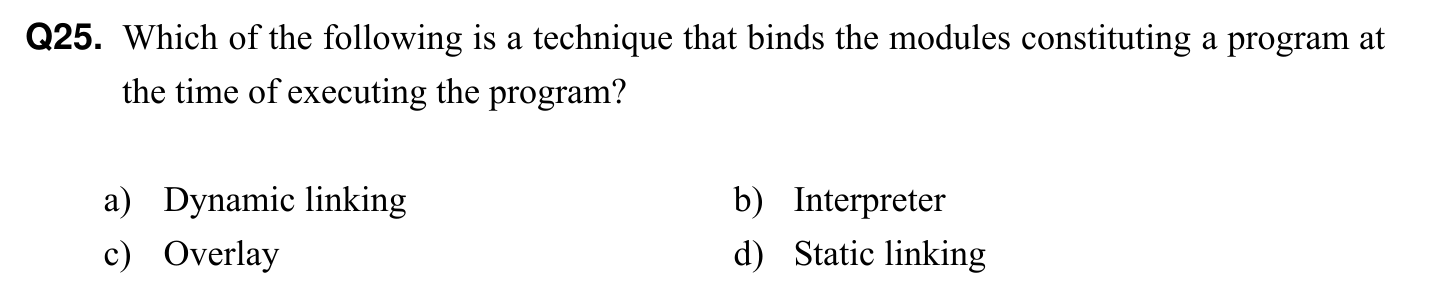 Q25. Which of the following is a technique that binds the modules constituting a program at
the time of executing the program?
a) Dynamic linking b) Interpreter
c) Overlay d) Static linking